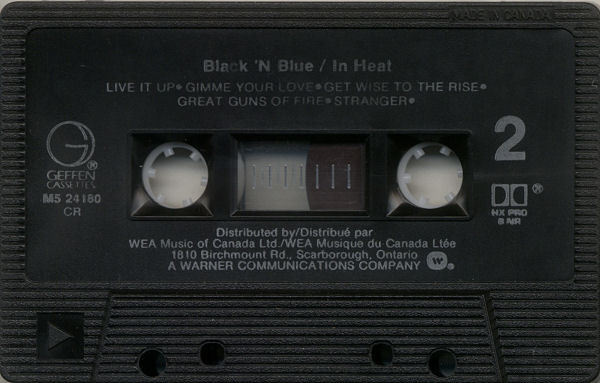 MADE IN CANADA
Black 'N Blue / In Heat
LIVE IT UP • GIMME YOUR LOVE • GET WISE TO THE RISE •
GREAT GUNS OF FIRE • STRANGER •
G ®
GEFFEN
CASSETTES
M5 24180
CR
2
®
HX PRO
B NR
Distributed by/Distribué par
WEA Music of Canada Ltd./WEA Musique du Canada Ltée
1810 Birchmount Rd., Scarborough, Ontario
A WARNER COMMUNICATIONS COMPANY W ®